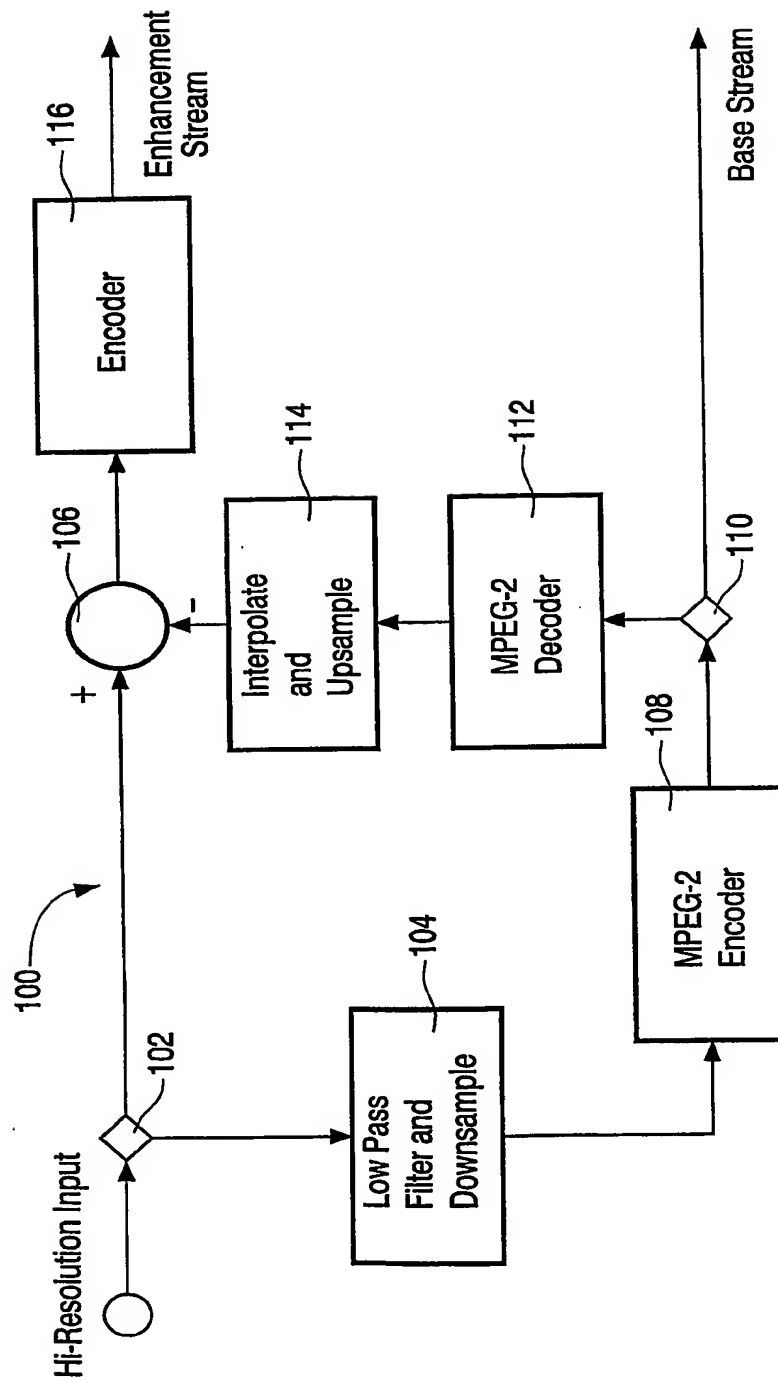 Hi-Resolution Input
102
100
+
106
-
Encoder
116
Enhancement
Stream
Low Pass
Filter and
Downsample
104
Interpolate
and
Upsample
114
MPEG-2
Decoder
112
MPEG-2
Encoder
108
110
Base Stream